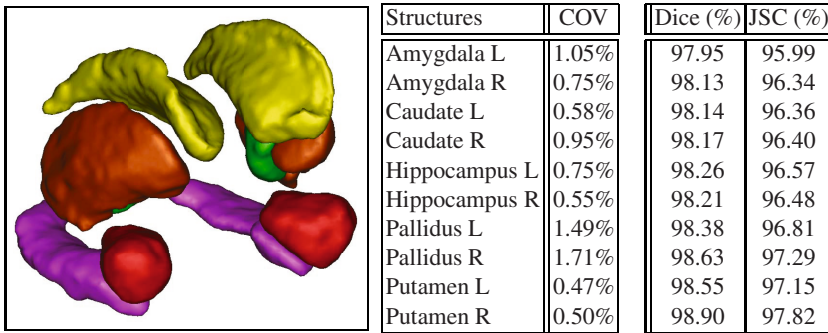 Structures COV Dice (%) JSC (%)
Amygdala L 1.05% 97.95 95.99
Amygdala R 0.75% 98.13 96.34
Caudate L 0.58% 98.14 96.36
Caudate R 0.95% 98.17 96.40
Hippocampus L 0.75% 98.26 96.57
Hippocampus R 0.55% 98.21 96.48
Pallidus L 1.49% 98.38 96.81
Pallidus R 1.71% 98.63 97.29
Putamen L 0.47% 98.55 97.15
Putamen R 0.50% 98.90 97.82